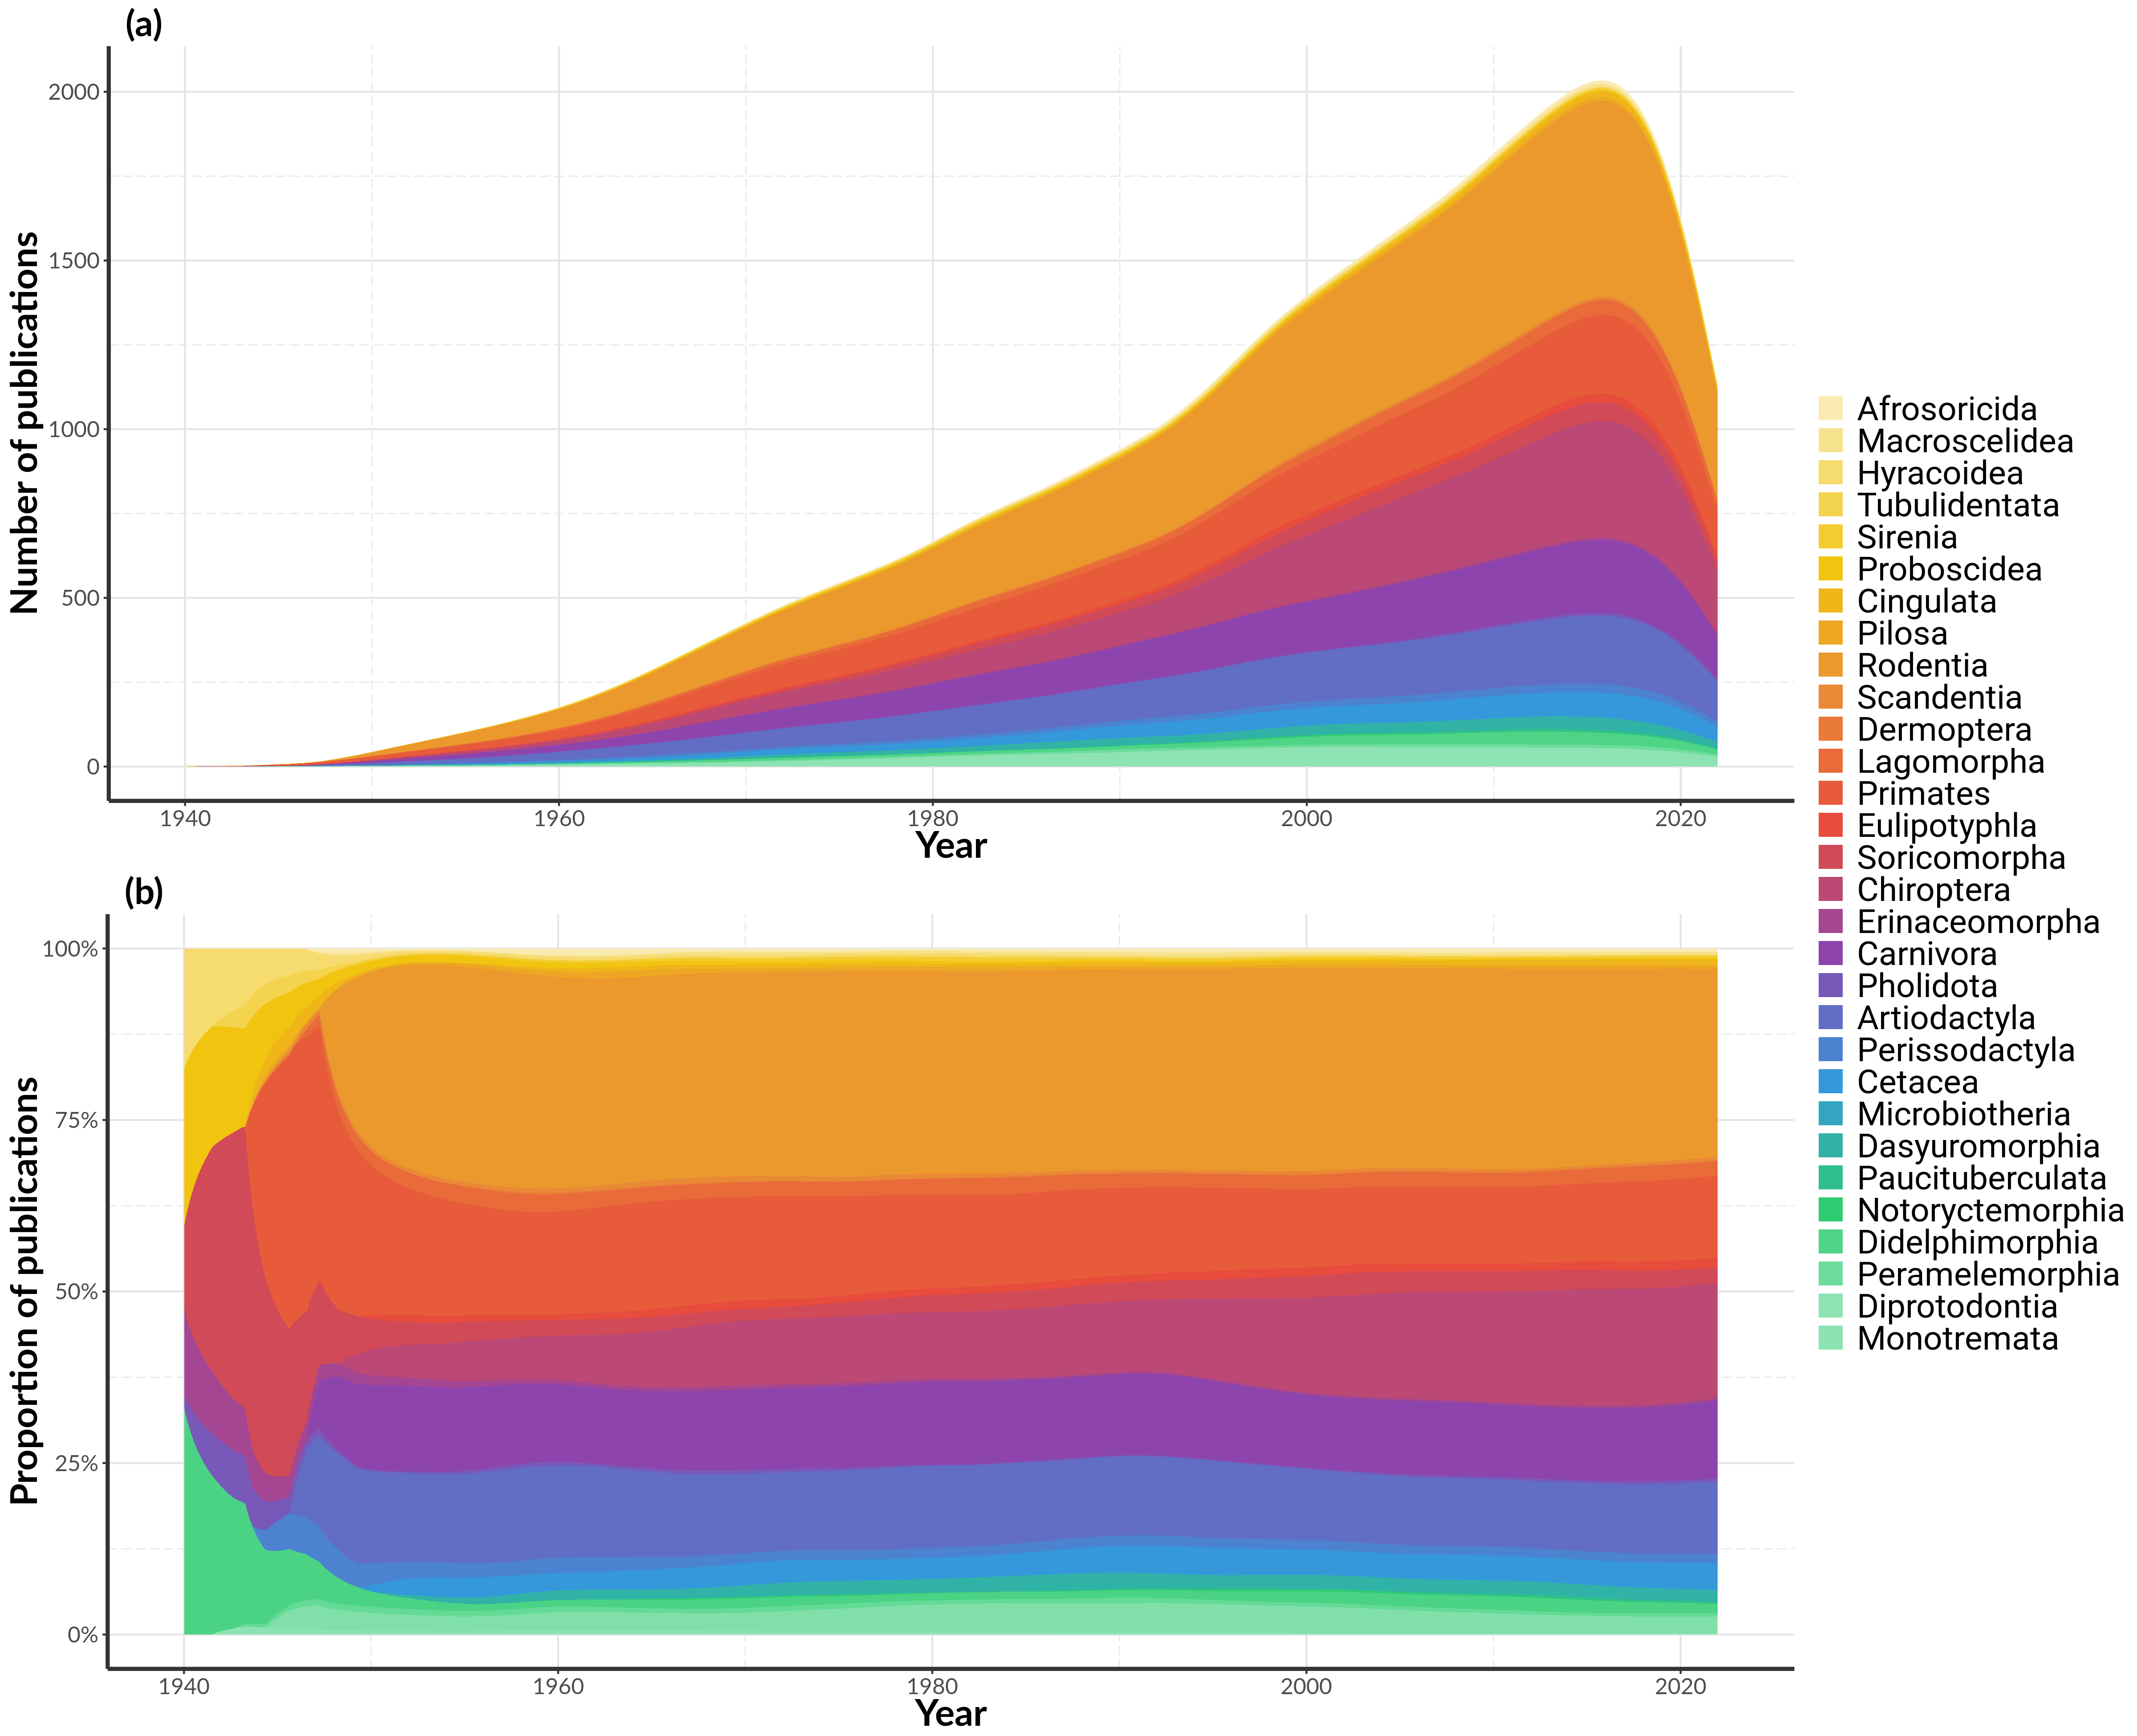 (a)
Number of publications
2000
1500
1000
500
0
1940 1960 1980 2000 2020
Year
(b)
Proportion of publications
100%
75%
50%
25%
0%
1940 1960 1980 2000 2020
Year
Afrosoricida
Macroscelidea
Hyracoidea
Tubulidentata
Sirenia
Proboscidea
Cingulata
Pilosa
Rodentia
Scandentia
Dermoptera
Lagomorpha
Primates
Eulipotyphla
Soricomorpha
Chiroptera
Erinaceomorpha
Carnivora
Pholidota
Artiodactyla
Perissodactyla
Cetacea
Microbiotheria
Dasyuromorphia
Paucituberculata
Notoryctemorphia
Didelphimorphia
Peramelemorphia
Diprotodontia
Monotremata